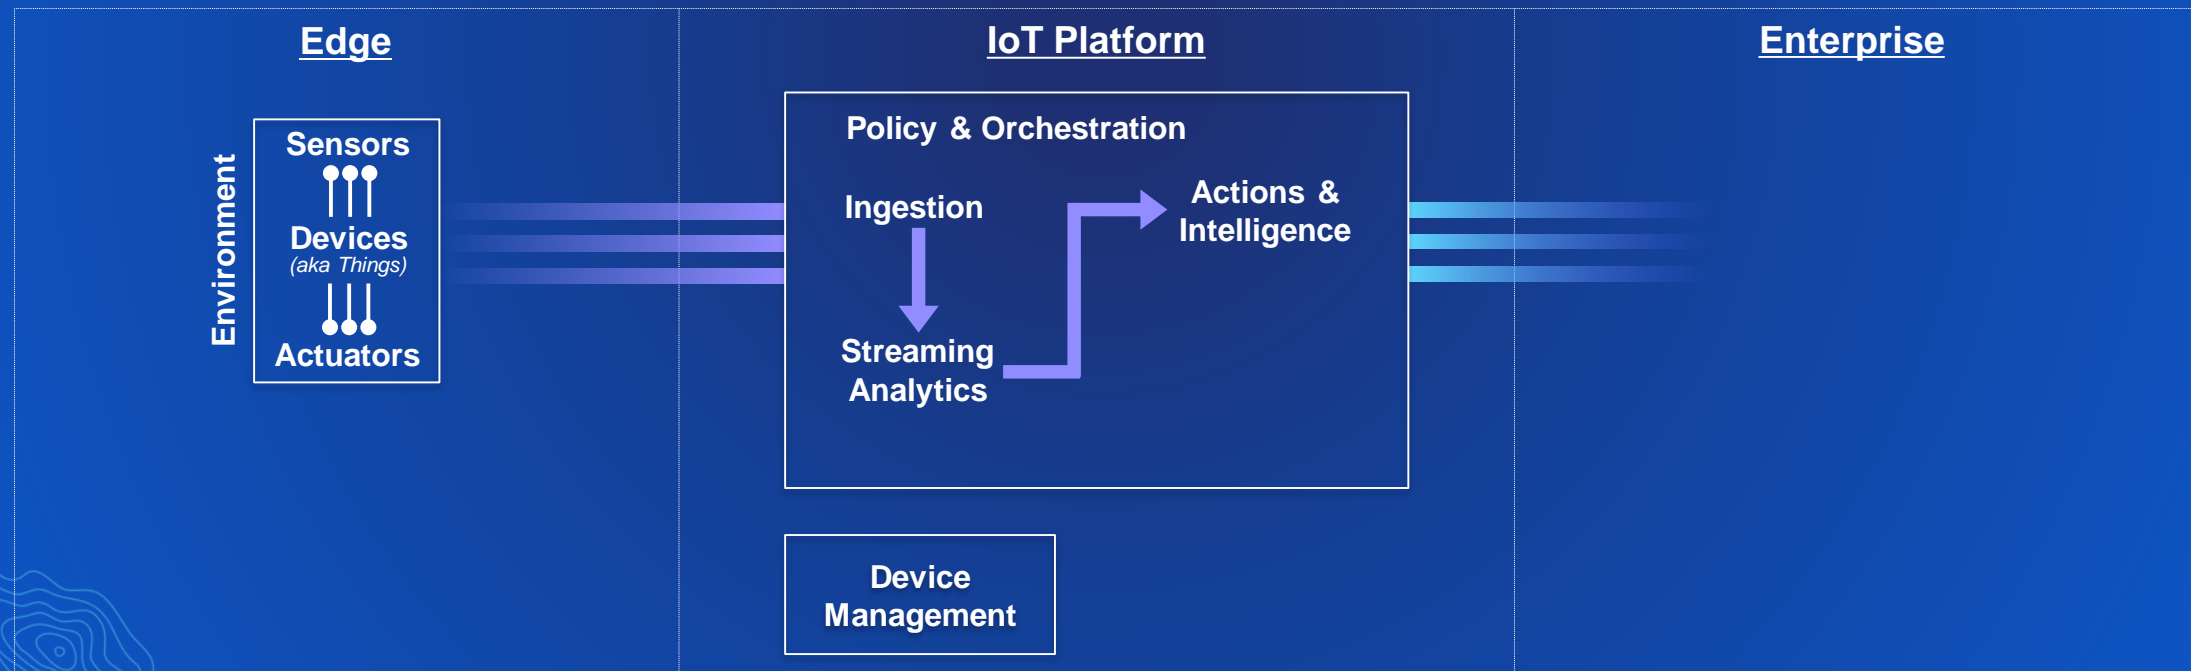 Edge
IoT Platform
Enterprise
Environment
Sensors
Devices
(aka Things)
Actuators
Policy & Orchestration
Ingestion
Streaming
Analytics
Actions &
Intelligence
Device
Management